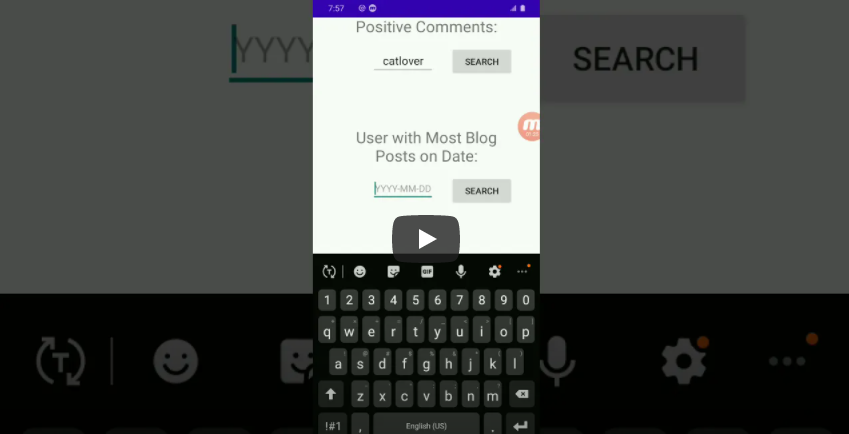 7:57
Positive Comments:
catlover
SEARCH
User with Most Blog
Posts on Date:
YYYY-MM-DD
SEARCH
GIF
1 2 3 4 5 6 7 8 9 0
q w e r t y u i o p
a s d f g h j k l
z x c v b n m
!#1 , English (US) .
YYYY
SEARCH